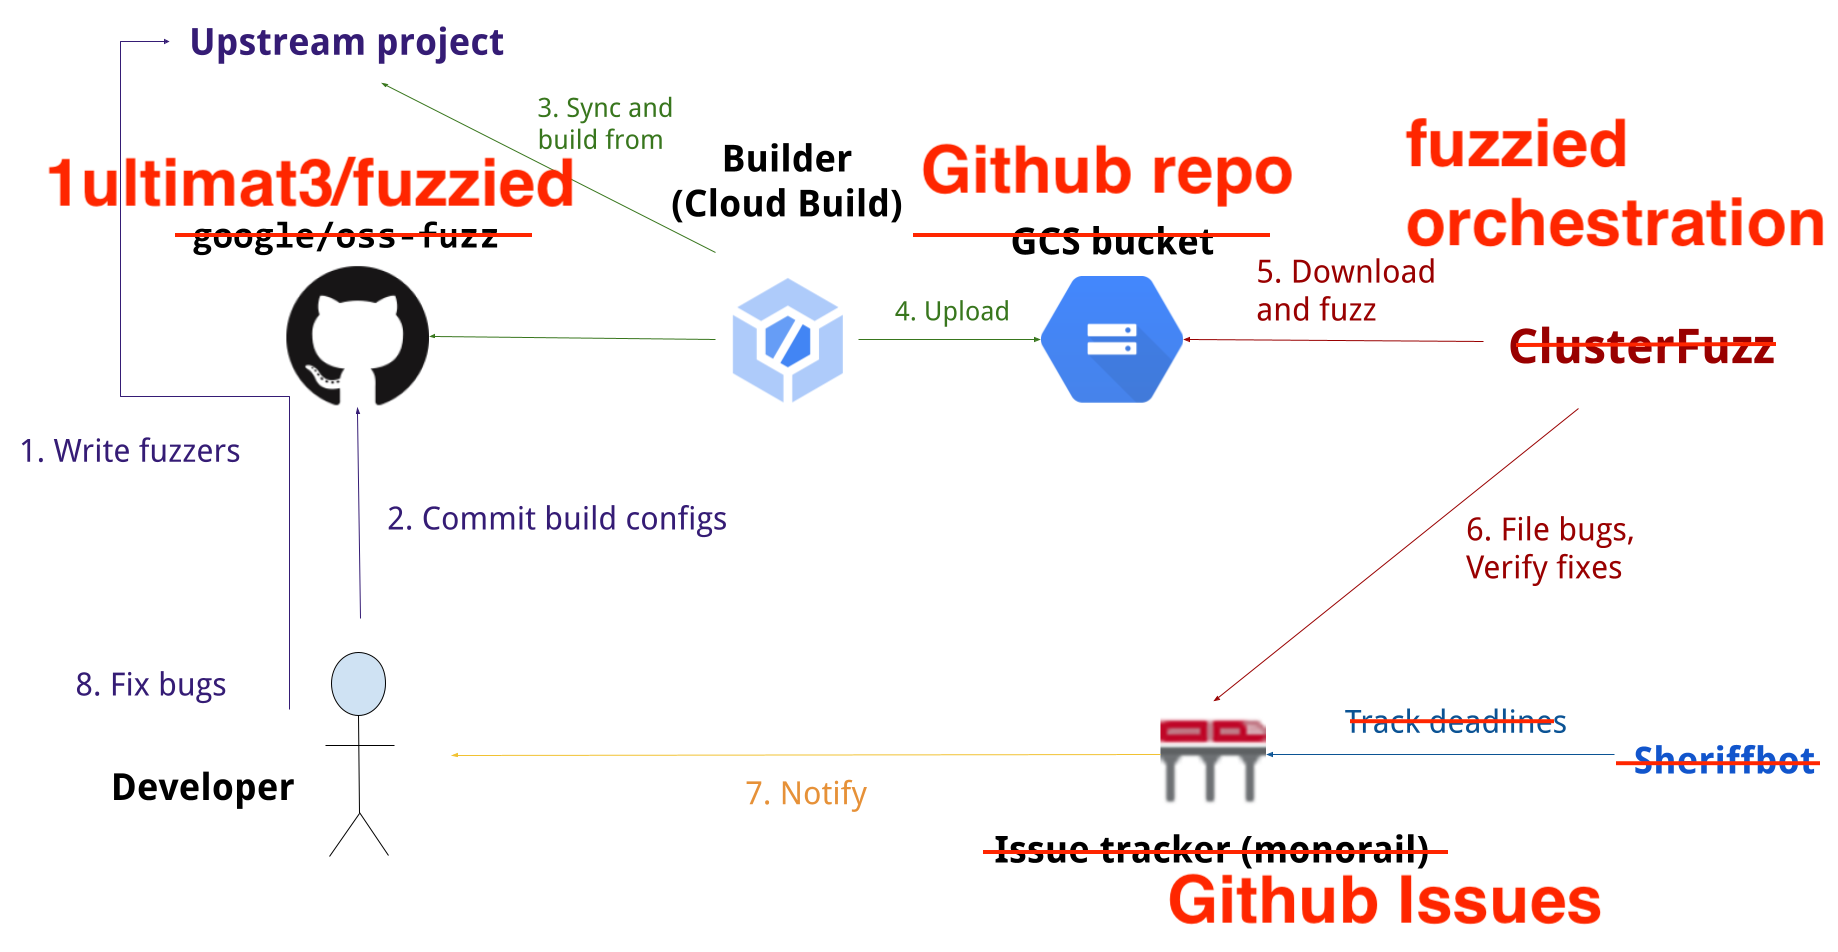 Upstream project
3. Sync and
build from
1ultimat3/fuzzied
google/oss-fuzz
Builder
(Cloud Build)
Github repo
GCS bucket
fuzzied
orchestration
4. Upload
5. Download
and fuzz
ClusterFuzz
1. Write fuzzers
2. Commit build configs
6. File bugs,
Verify fixes
8. Fix bugs
Developer
7. Notify
Track deadlines
Sheriffbot
Issue tracker (monorail)
Github Issues